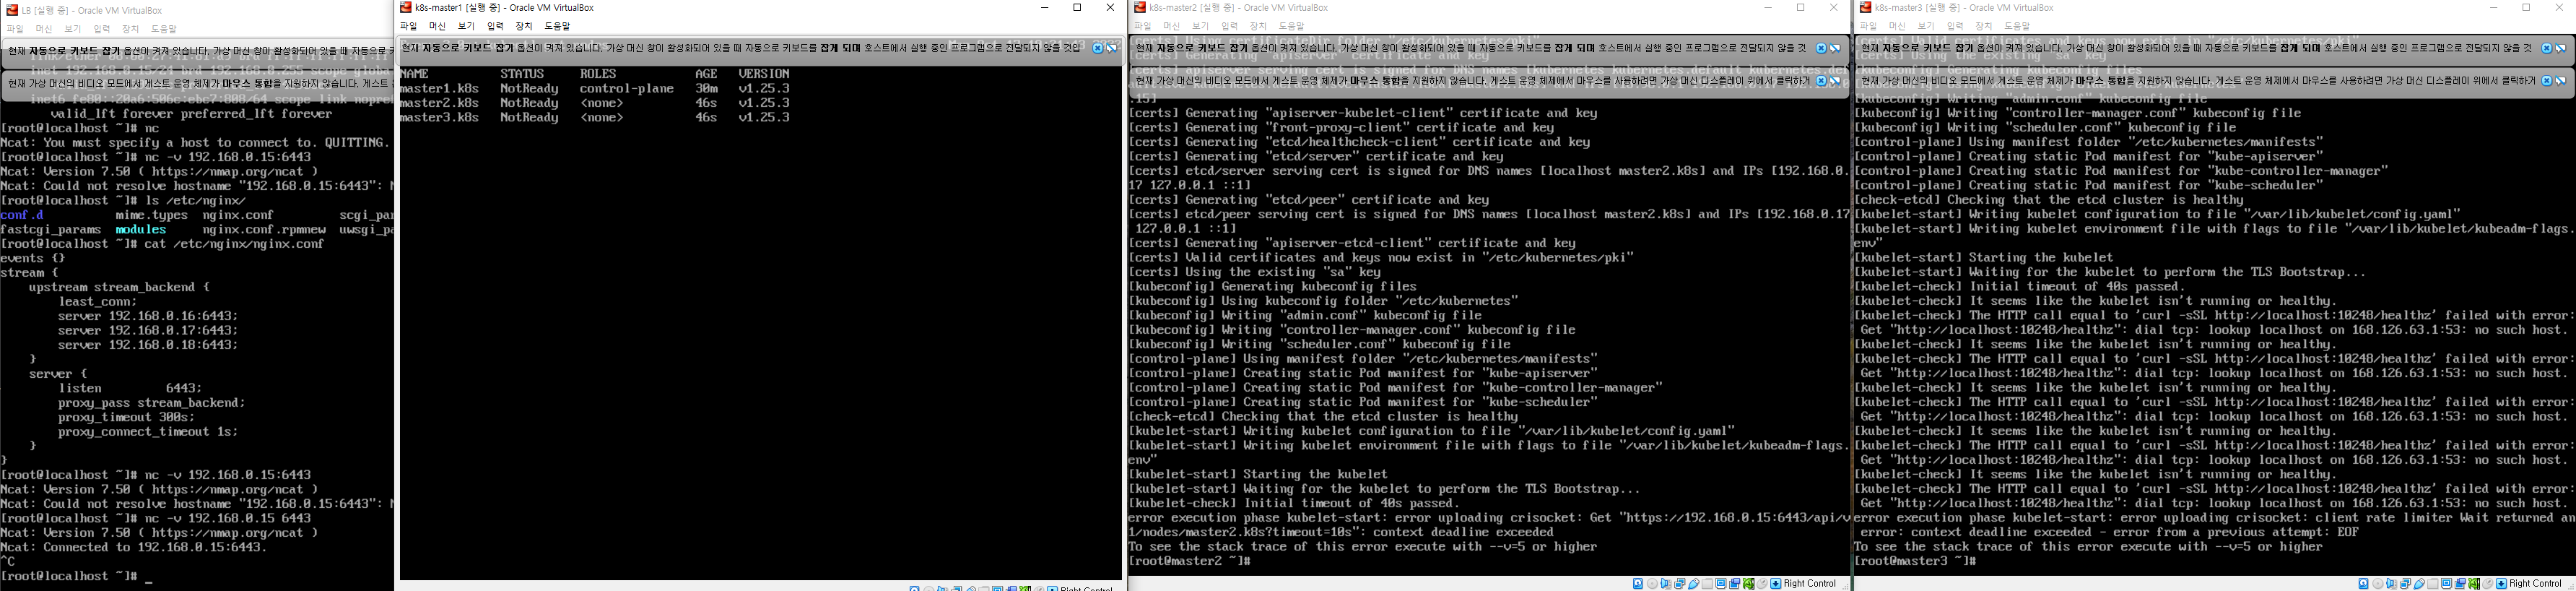 LB [실행 중] - Oracle VM VirtualBox
파일 머신 보기 입력 장치 도움말
현재 자동으로 키보드 잡기 옵션이 켜져 있습니다. 가상 머신 창이 활성화되어 있을 때 자동으로
inet 192.168.0.15/24 brd 192.168.0.255 scope globa
현재 가상 머신의 비디오 모드에서 게스트 운영 체제가 마우스 통합을 지원하지 않습니다. 게스트
valid_lft forever preferred_lft forever
[root@localhost ~]# nc
Ncat: You must specify a host to connect to. QUITTING.
[root@localhost ~]# nc -v 192.168.0.15:6443
Ncat: Version 7.50 ( https://nmap.org/ncat )
Ncat: Could not resolve hostname "192.168.0.15:6443": N
[root@localhost ~]# ls /etc/nginx/
conf.d mime.types nginx.conf scgi_par
fastcgi_params modules nginx.conf.rpmnew uwsgi_pa
[root@localhost ~]# cat /etc/nginx/nginx.conf
events {}
stream {
upstream stream_backend {
least_conn;
server 192.168.0.16:6443;
server 192.168.0.17:6443;
server 192.168.0.18:6443;
}
server {
listen 6443;
proxy_pass stream_backend;
proxy_timeout 300s;
proxy_connect_timeout 1s;
}
}
[root@localhost ~]# nc -v 192.168.0.15:6443
Ncat: Version 7.50 ( https://nmap.org/ncat )
Ncat: Could not resolve hostname "192.168.0.15:6443": N
[root@localhost ~]# nc -v 192.168.0.15 6443
Ncat: Version 7.50 ( https://nmap.org/ncat )
Ncat: Connected to 192.168.0.15:6443.
^C
[root@localhost ~]# _
k8s-master1 [실행 중] - Oracle VM VirtualBox
파일 머신 보기 입력 장치 도움말
현재 자동으로 키보드 잡기 옵션이 켜져 있습니다. 가상 머신 창이 활성화되어 있을 때 자동으로 키보드를 잡게 되며 호스트에서 실행 중인 프로그램으로 전달되지 않을 것입
NAME STATUS ROLES AGE VERSION
master1.k8s NotReady control-plane 30m v1.25.3
master2.k8s NotReady <none> 46s v1.25.3
master3.k8s NotReady <none> 46s v1.25.3
Right Control
k8s-master2 [실행 중] - Oracle VM VirtualBox
파일 머신 보기 입력 장치 도움말
현재 자동으로 키보드 잡기 옵션이 켜져 있습니다. 가상 머신 창이 활성화되어 있을 때 자동으로 키보드를 잡게 되며 호스트에서 실행 중인 프로그램으로 전달되지 않을 것
현재 가상 머신의 비디오 모드에서 게스트 운영 체제가 마우스 통합을 지원하지 않습니다. 게스트 운영 체제에서 마우스를 사용하려면 가상 머신 디스플레이 위에서 클릭하거
.15]
[certs] Generating "apiserver-kubelet-client" certificate and key
[certs] Generating "front-proxy-client" certificate and key
[certs] Generating "etcd/healthcheck-client" certificate and key
[certs] Generating "etcd/server" certificate and key
[certs] etcd/server serving cert is signed for DNS names [localhost master2.k8s] and IPs [192.168.0.
17 127.0.0.1 ::1]
[certs] Generating "etcd/peer" certificate and key
[certs] etcd/peer serving cert is signed for DNS names [localhost master2.k8s] and IPs [192.168.0.17
127.0.0.1 ::1]
[certs] Generating "apiserver-etcd-client" certificate and key
[certs] Valid certificates and keys now exist in "/etc/kubernetes/pki"
[certs] Using the existing "sa" key
[kubeconfig] Generating kubeconfig files
[kubeconfig] Using kubeconfig folder "/etc/kubernetes"
[kubeconfig] Writing "admin.conf" kubeconfig file
[kubeconfig] Writing "controller-manager.conf" kubeconfig file
[kubeconfig] Writing "scheduler.conf" kubeconfig file
[control-plane] Using manifest folder "/etc/kubernetes/manifests"
[control-plane] Creating static Pod manifest for "kube-apiserver"
[control-plane] Creating static Pod manifest for "kube-controller-manager"
[control-plane] Creating static Pod manifest for "kube-scheduler"
[check-etcd] Checking that the etcd cluster is healthy
[kubelet-start] Writing kubelet configuration to file "/var/lib/kubelet/config.yaml"
[kubelet-start] Writing kubelet environment file with flags to file "/var/lib/kubelet/kubeadm-flags.
env"
[kubelet-start] Starting the kubelet
[kubelet-start] Waiting for the kubelet to perform the TLS Bootstrap...
[kubelet-check] Initial timeout of 40s passed.
error execution phase kubelet-start: error uploading crisocket: Get "https://192.168.0.15:6443/api/v
1/nodes/master2.k8s?timeout=10s": context deadline exceeded
To see the stack trace of this error execute with --v=5 or higher
[root@master2 ~]#
Right Control
k8s-master3 [실행 중] - Oracle VM VirtualBox
파일 머신 보기 입력 장치 도움말
현재 자동으로 키보드 잡기 옵션이 켜져 있습니다. 가상 머신 창이 활성화되어 있을 때 자동으로 키보드를 잡게 되며 호스트에서 실행 중인 프로그램으로 전달되지 않을 것
[kubeconfig] Generating kubeconfig files
현재 가상 머신의 비디오 모드에서 게스트 운영 체제가 마우스 통합을 지원하지 않습니다. 게스트 운영 체제에서 마우스를 사용하려면 가상 머신 디스플레이 위에서 클릭하거
[kubeconfig] Writing "admin.conf" kubeconfig file
[kubeconfig] Writing "controller-manager.conf" kubeconfig file
[kubeconfig] Writing "scheduler.conf" kubeconfig file
[control-plane] Using manifest folder "/etc/kubernetes/manifests"
[control-plane] Creating static Pod manifest for "kube-apiserver"
[control-plane] Creating static Pod manifest for "kube-controller-manager"
[control-plane] Creating static Pod manifest for "kube-scheduler"
[check-etcd] Checking that the etcd cluster is healthy
[kubelet-start] Writing kubelet configuration to file "/var/lib/kubelet/config.yaml"
[kubelet-start] Writing kubelet environment file with flags to file "/var/lib/kubelet/kubeadm-flags.
env"
[kubelet-start] Starting the kubelet
[kubelet-start] Waiting for the kubelet to perform the TLS Bootstrap...
[kubelet-check] Initial timeout of 40s passed.
[kubelet-check] It seems like the kubelet isn't running or healthy.
[kubelet-check] The HTTP call equal to 'curl -sSL http://localhost:10248/healthz' failed with error:
Get "http://localhost:10248/healthz": dial tcp: lookup localhost on 168.126.63.1:53: no such host.
[kubelet-check] It seems like the kubelet isn't running or healthy.
[kubelet-check] The HTTP call equal to 'curl -sSL http://localhost:10248/healthz' failed with error:
Get "http://localhost:10248/healthz": dial tcp: lookup localhost on 168.126.63.1:53: no such host.
[kubelet-check] It seems like the kubelet isn't running or healthy.
[kubelet-check] The HTTP call equal to 'curl -sSL http://localhost:10248/healthz' failed with error:
Get "http://localhost:10248/healthz": dial tcp: lookup localhost on 168.126.63.1:53: no such host.
[kubelet-check] It seems like the kubelet isn't running or healthy.
[kubelet-check] The HTTP call equal to 'curl -sSL http://localhost:10248/healthz' failed with error:
Get "http://localhost:10248/healthz": dial tcp: lookup localhost on 168.126.63.1:53: no such host.
[kubelet-check] It seems like the kubelet isn't running or healthy.
[kubelet-check] The HTTP call equal to 'curl -sSL http://localhost:10248/healthz' failed with error:
Get "http://localhost:10248/healthz": dial tcp: lookup localhost on 168.126.63.1:53: no such host.
error execution phase kubelet-start: error uploading crisocket: client rate limiter Wait returned an
error: context deadline exceeded - error from a previous attempt: EOF
To see the stack trace of this error execute with --v=5 or higher
[root@master3 ~]#
Right Control